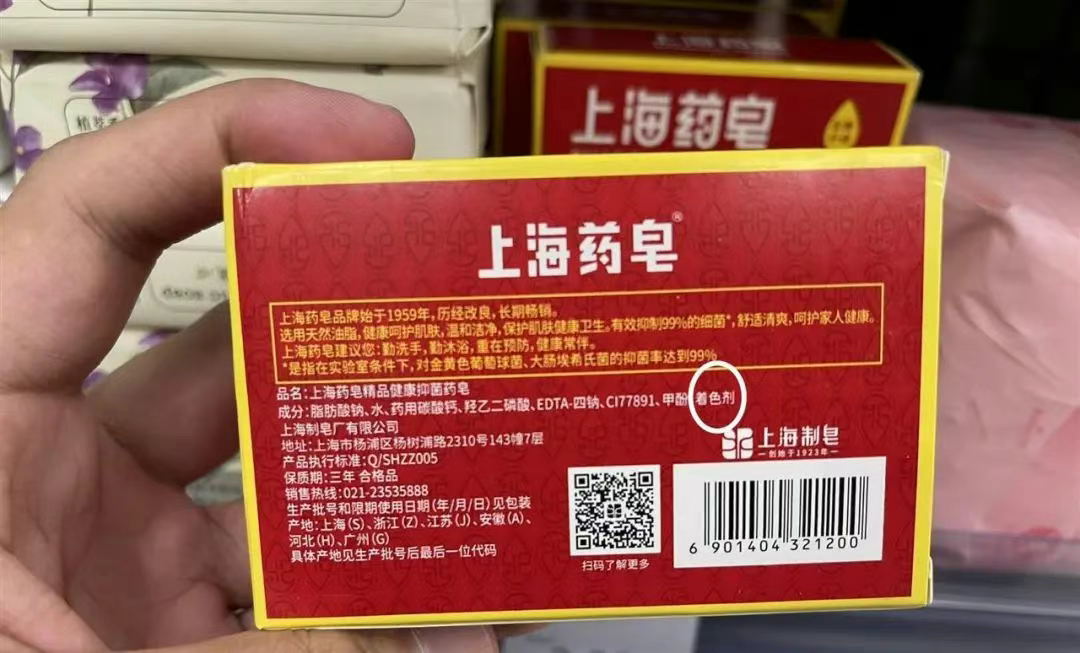 植萃
上海药皂
上海药皂®
上海药皂品牌始于1959年，历经改良，长期畅销。
选用天然油脂，健康呵护肌肤，温和洁净，保护肌肤健康卫生。有效抑制99%的细菌*，舒适清爽，呵护家人健康。
上海药皂建议您：勤洗手，勤沐浴，重在预防，健康常伴。
*是指在实验室条件下，对金黄色葡萄球菌、大肠埃希氏菌的抑菌率达到99%
品名：上海药皂精品健康抑菌药皂
成分：脂肪酸钠、水、药用碳酸钙、羟乙二磷酸、EDTA-四钠、CI77891、甲酚、着色剂
上海制皂厂有限公司
地址：上海市杨浦区杨树浦路2310号143幢7层
产品执行标准：Q/SHZZ005
保质期：三年 合格品
销售热线：021-23535888
生产批号和限期使用日期（年/月/日）见包装
产地：上海（S）、浙江（Z）、江苏（J）、安徽（A）、
河北（H）、广州（G）
具体产地见生产批号后最后一位代码
扫码了解更多
上海制皂
创始于1923年
6 901404 321200